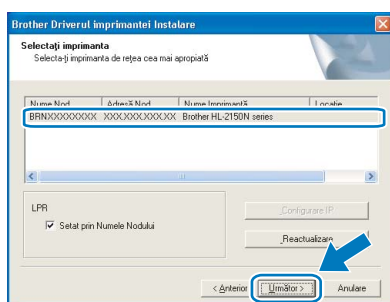 Brother Driverul imprimantei Instalare
Selectaţi imprimanta
Selectaţi imprimanta de reţea cea mai apropiată
Nume Nod Adresă Nod Nume Imprimantă Locatie
BRNXXXXXXXXX XXX.XXX.XXX.XX Brother HL-2150N series
LPR
Setat prin Numele Nodului
Configurare IP
Reactualizare
< Anterior Următor > Anulare